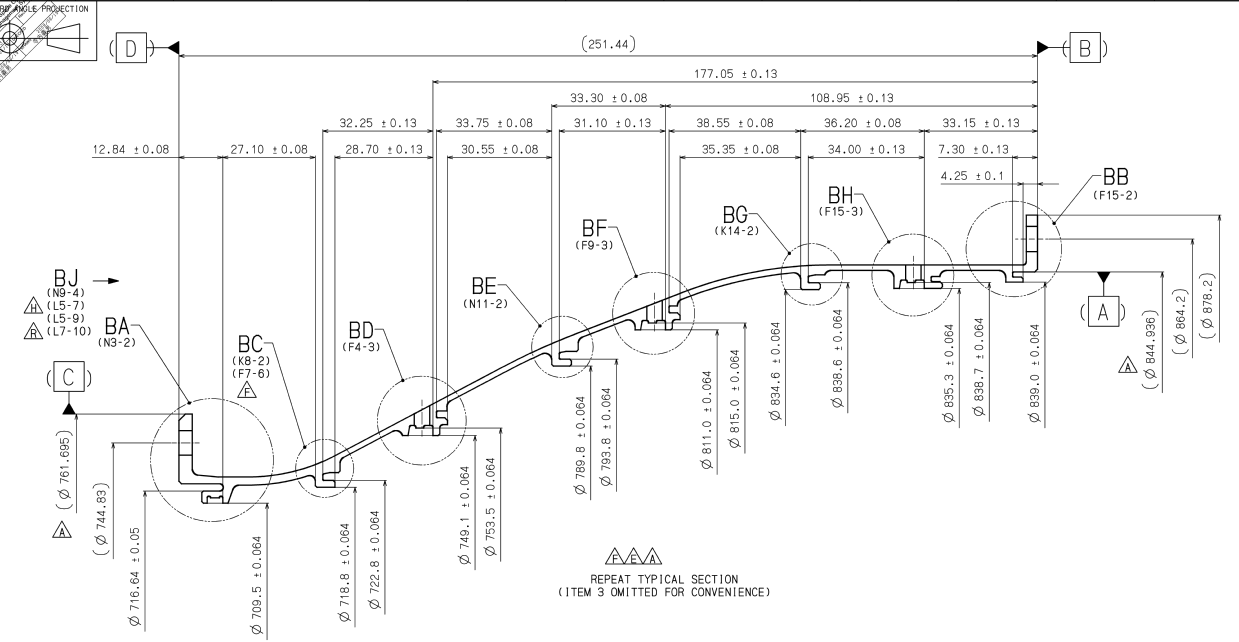 ANGLE PROJECTION
( D )
(251.44)
( B )
177.05 ±0.13
33.30 ±0.08
108.95 ±0.13
32.25 ±0.13
33.75 ±0.08
31.10 ±0.13
38.55 ±0.08
36.20 ±0.08
33.15 ±0.13
12.84 ±0.08
27.10 ±0.08
28.70 ±0.13
30.55 ±0.08
35.35 ±0.08
34.00 ±0.13
7.30 ±0.13
4.25 ±0.1
BB
(F15-2)
BH
(F15-3)
BG
(K14-2)
BF
(F9-3)
BE
(N11-2)
BJ
(N9-4)
H (L5-7)
(L5-9)
R (L7-10)
BA
(N3-2)
BC
(K8-2)
(F7-6)
F
BD
(F4-3)
( C )
( A )
(Ø 761.695)
A
(Ø 744.83)
Ø 716.64 ±0.05
Ø 709.5 ±0.064
Ø 718.8 ±0.064
Ø 722.8 ±0.064
Ø 749.1 ±0.064
Ø 753.5 ±0.064
Ø 789.8 ±0.064
Ø 793.8 ±0.064
Ø 811.0 ±0.064
Ø 815.0 ±0.064
Ø 834.6 ±0.064
Ø 838.6 ±0.064
Ø 835.3 ±0.064
Ø 838.7 ±0.064
Ø 839.0 ±0.064
A
(Ø 844.936)
(Ø 864.2)
(Ø 878.2)
F E A
REPEAT TYPICAL SECTION
(ITEM 3 OMITTED FOR CONVENIENCE)